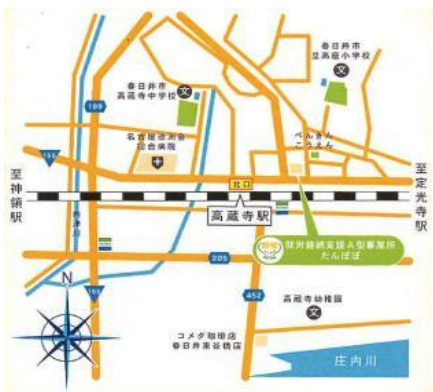 春日井市
立高座小学校
文
春日井市
高蔵寺中学校
文
199
べんきん
こうえん
名古屋徳洲会
総合病院
155
北口
至神領駅
高蔵寺駅
至定光寺駅
就労継続支援A型事業所
たんぽぽ
205
N
155
452
高蔵寺幼稚園
文
コメダ珈琲店
春日井東谷橋店
庄内川